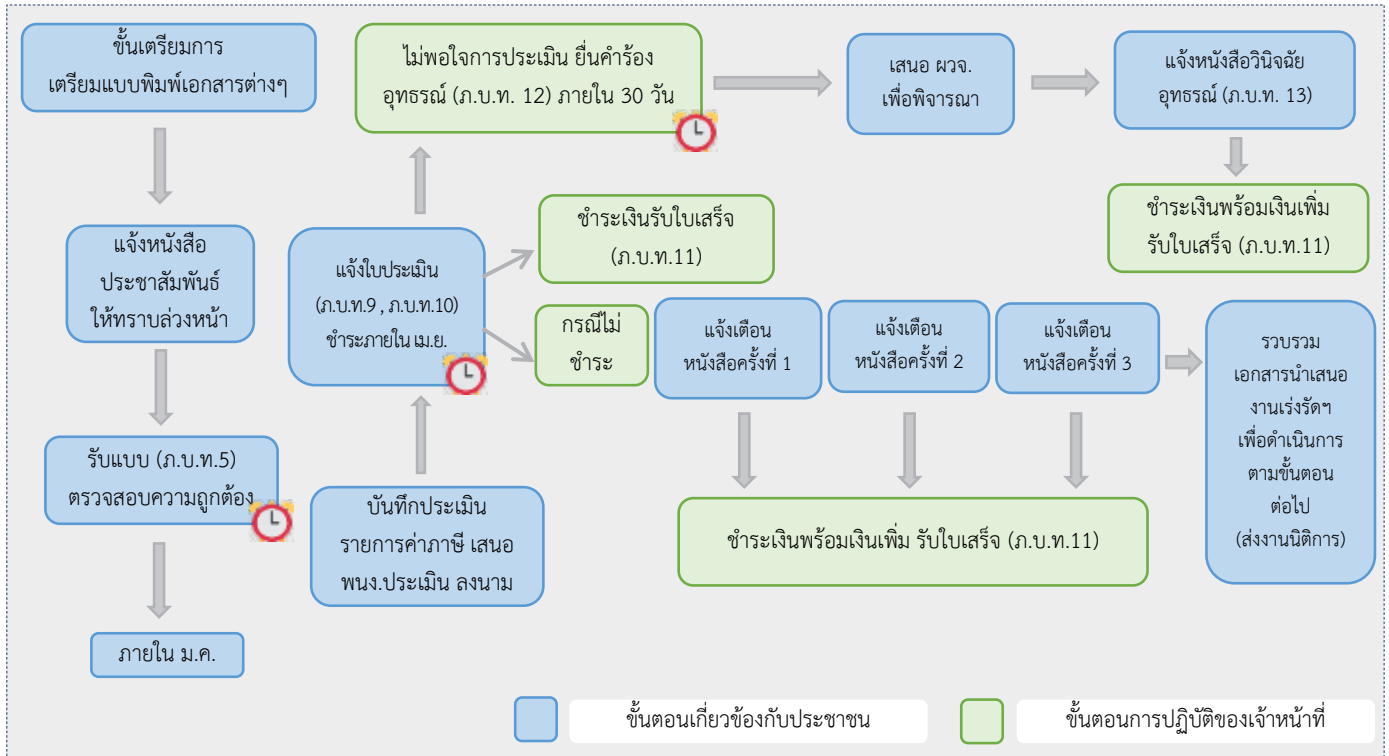 ขั้นเตรียมการ
เตรียมแบบพิมพ์เอกสารต่างๆ
แจ้งหนังสือ
ประชาสัมพันธ์
ให้ทราบล่วงหน้า
รับแบบ (ภ.บ.ท.5)
ตรวจสอบความถูกต้อง
ภายใน ม.ค.
บันทึกประเมิน
รายการค่าภาษี เสนอ
พนง.ประเมิน ลงนาม
แจ้งใบประเมิน
(ภ.บ.ท.9 , ภ.บ.ท.10)
ชำระภายใน เม.ย.
ไม่พอใจการประเมิน ยื่นคำร้อง
อุทธรณ์ (ภ.บ.ท. 12) ภายใน 30 วัน
เสนอ ผวจ.
เพื่อพิจารณา
แจ้งหนังสือวินิจฉัย
อุทธรณ์ (ภ.บ.ท. 13)
ชำระเงินพร้อมเงินเพิ่ม
รับใบเสร็จ (ภ.บ.ท.11)
ชำระเงินรับใบเสร็จ
(ภ.บ.ท.11)
กรณีไม่
ชำระ
แจ้งเตือน
หนังสือครั้งที่ 1
แจ้งเตือน
หนังสือครั้งที่ 2
แจ้งเตือน
หนังสือครั้งที่ 3
ชำระเงินพร้อมเงินเพิ่ม รับใบเสร็จ (ภ.บ.ท.11)
รวบรวม
เอกสารนำเสนอ
งานเร่งรัดฯ
เพื่อดำเนินการ
ตามขั้นตอน
ต่อไป
(ส่งงานนิติการ)
ขั้นตอนเกี่ยวข้องกับประชาชน
ขั้นตอนการปฏิบัติของเจ้าหน้าที่